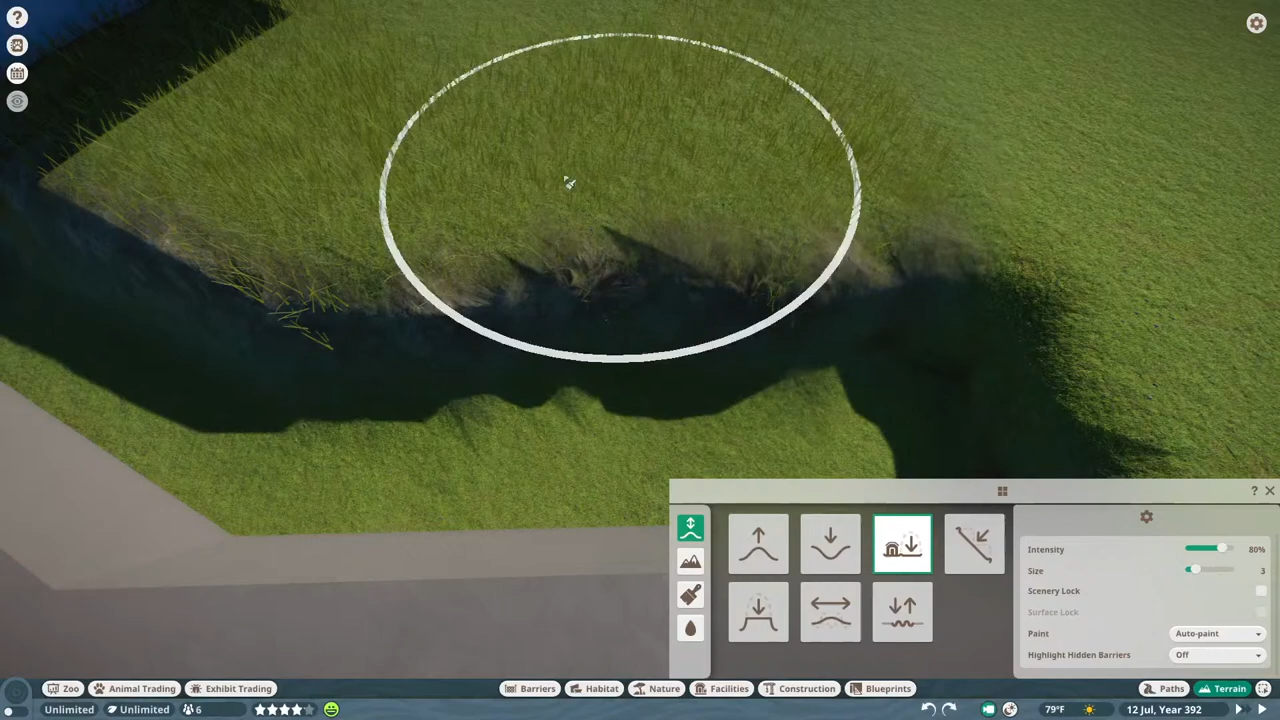 ?
? ×
Intensity 80%
Size 3
Scenery Lock
Surface Lock
Paint Auto-paint
Highlight Hidden Barriers Off
Zoo Animal Trading Exhibit Trading Barriers Habitat Nature Facilities Construction Blueprints Paths Terrain
Unlimited Unlimited 6 79°F 12 Jul, Year 392